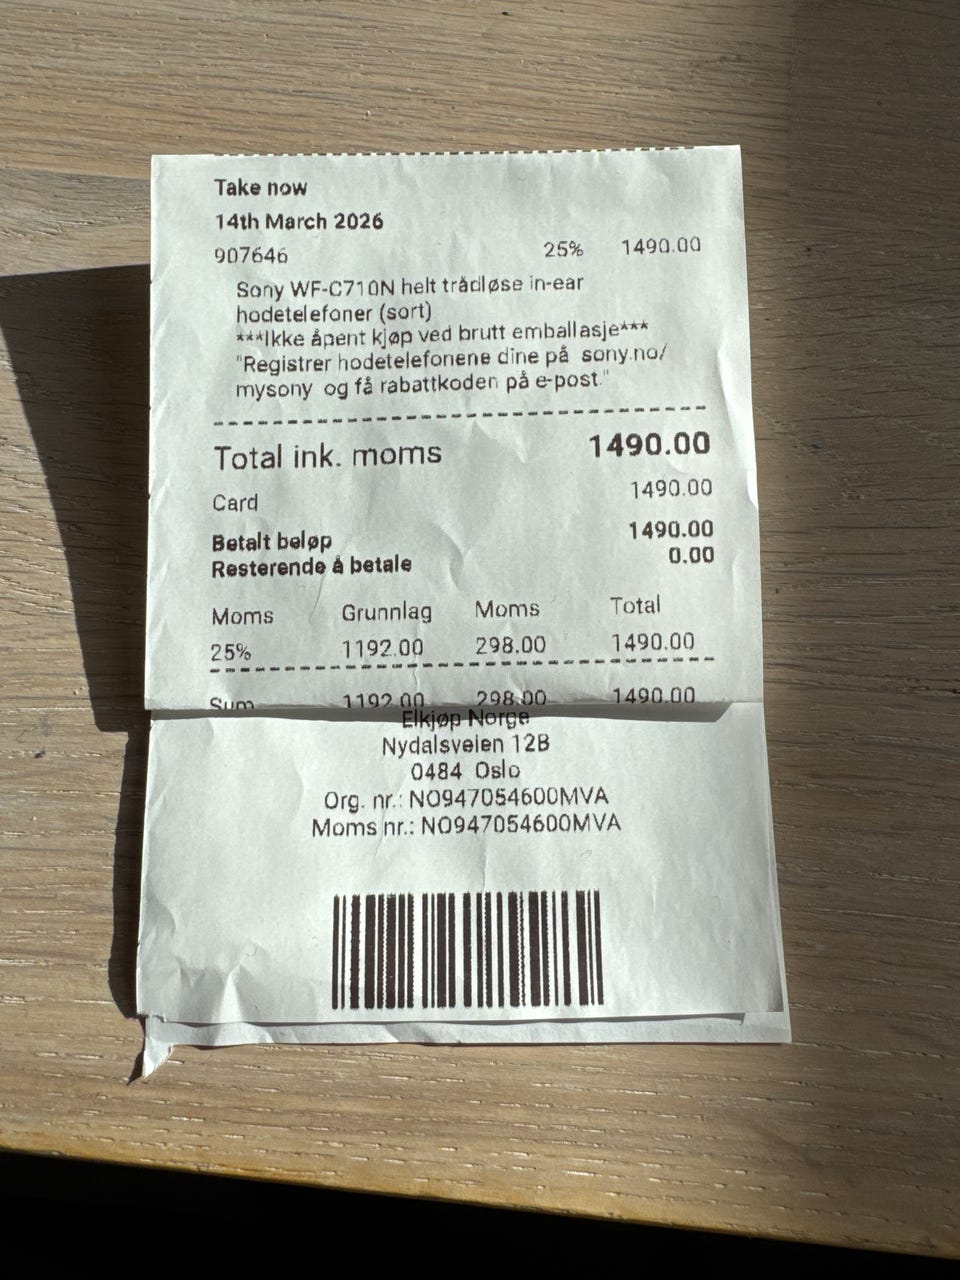 Take now
14th March 2026
907646 25% 1490.00
Sony WF-C710N helt trådløse in-ear
hodetelefoner (sort)
***Ikke åpent kjøp ved brutt emballasje***
"Registrer hodetelefonene dine på sony.no/
mysony og få rabattkoden på e-post."
Total ink. moms 1490.00
Card 1490.00
Betalt beløp 1490.00
Resterende å betale 0.00
Moms Grunnlag Moms Total
25% 1192.00 298.00 1490.00
Sum 1192.00 298.00 1490.00
Elkjøp Norge
Nydalsveien 12B
0484 Oslo
Org. nr.: NO947054600MVA
Moms nr.: NO947054600MVA